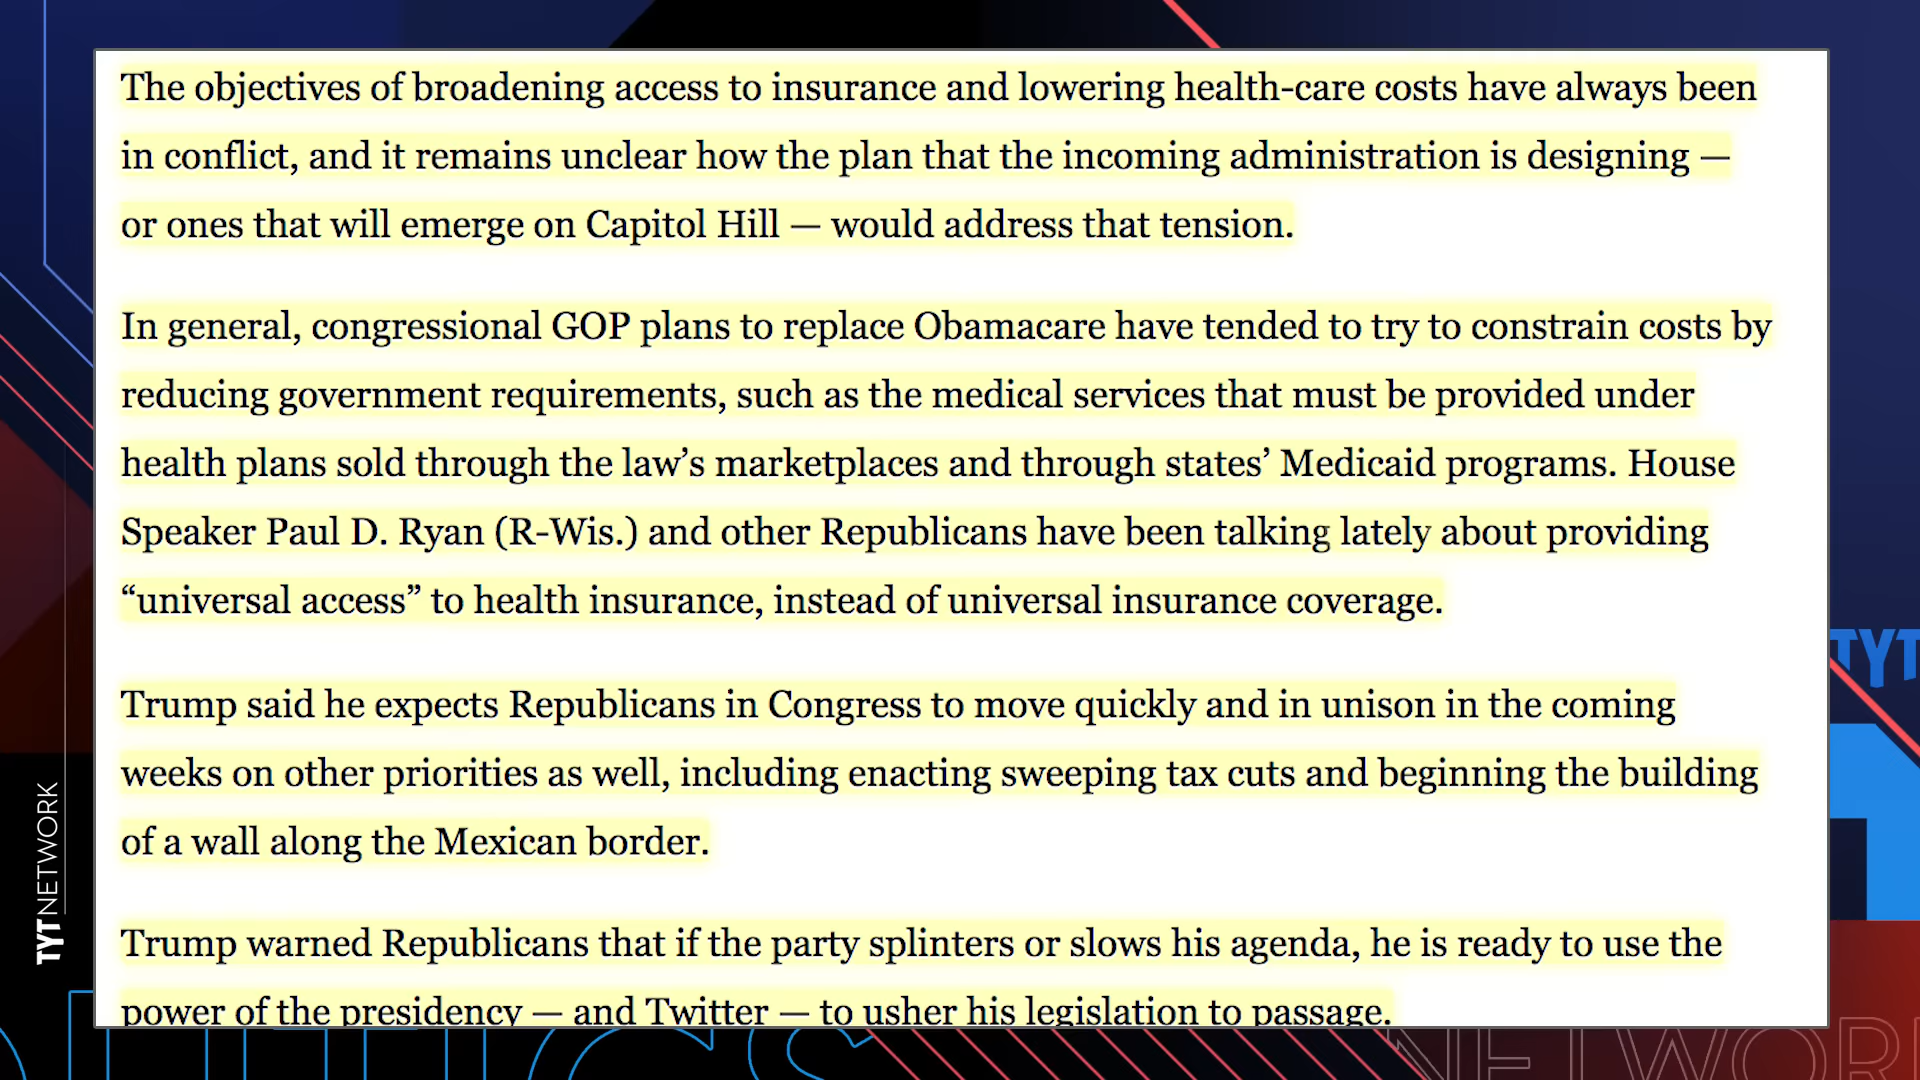 The objectives of broadening access to insurance and lowering health-care costs have always been
in conflict, and it remains unclear how the plan that the incoming administration is designing —
or ones that will emerge on Capitol Hill — would address that tension.
In general, congressional GOP plans to replace Obamacare have tended to try to constrain costs by
reducing government requirements, such as the medical services that must be provided under
health plans sold through the law’s marketplaces and through states’ Medicaid programs. House
Speaker Paul D. Ryan (R-Wis.) and other Republicans have been talking lately about providing
“universal access” to health insurance, instead of universal insurance coverage.
Trump said he expects Republicans in Congress to move quickly and in unison in the coming
weeks on other priorities as well, including enacting sweeping tax cuts and beginning the building
of a wall along the Mexican border.
Trump warned Republicans that if the party splinters or slows his agenda, he is ready to use the
power of the presidency — and Twitter — to usher his legislation to passage.
TYTNETWORK
TYT
NETWOR